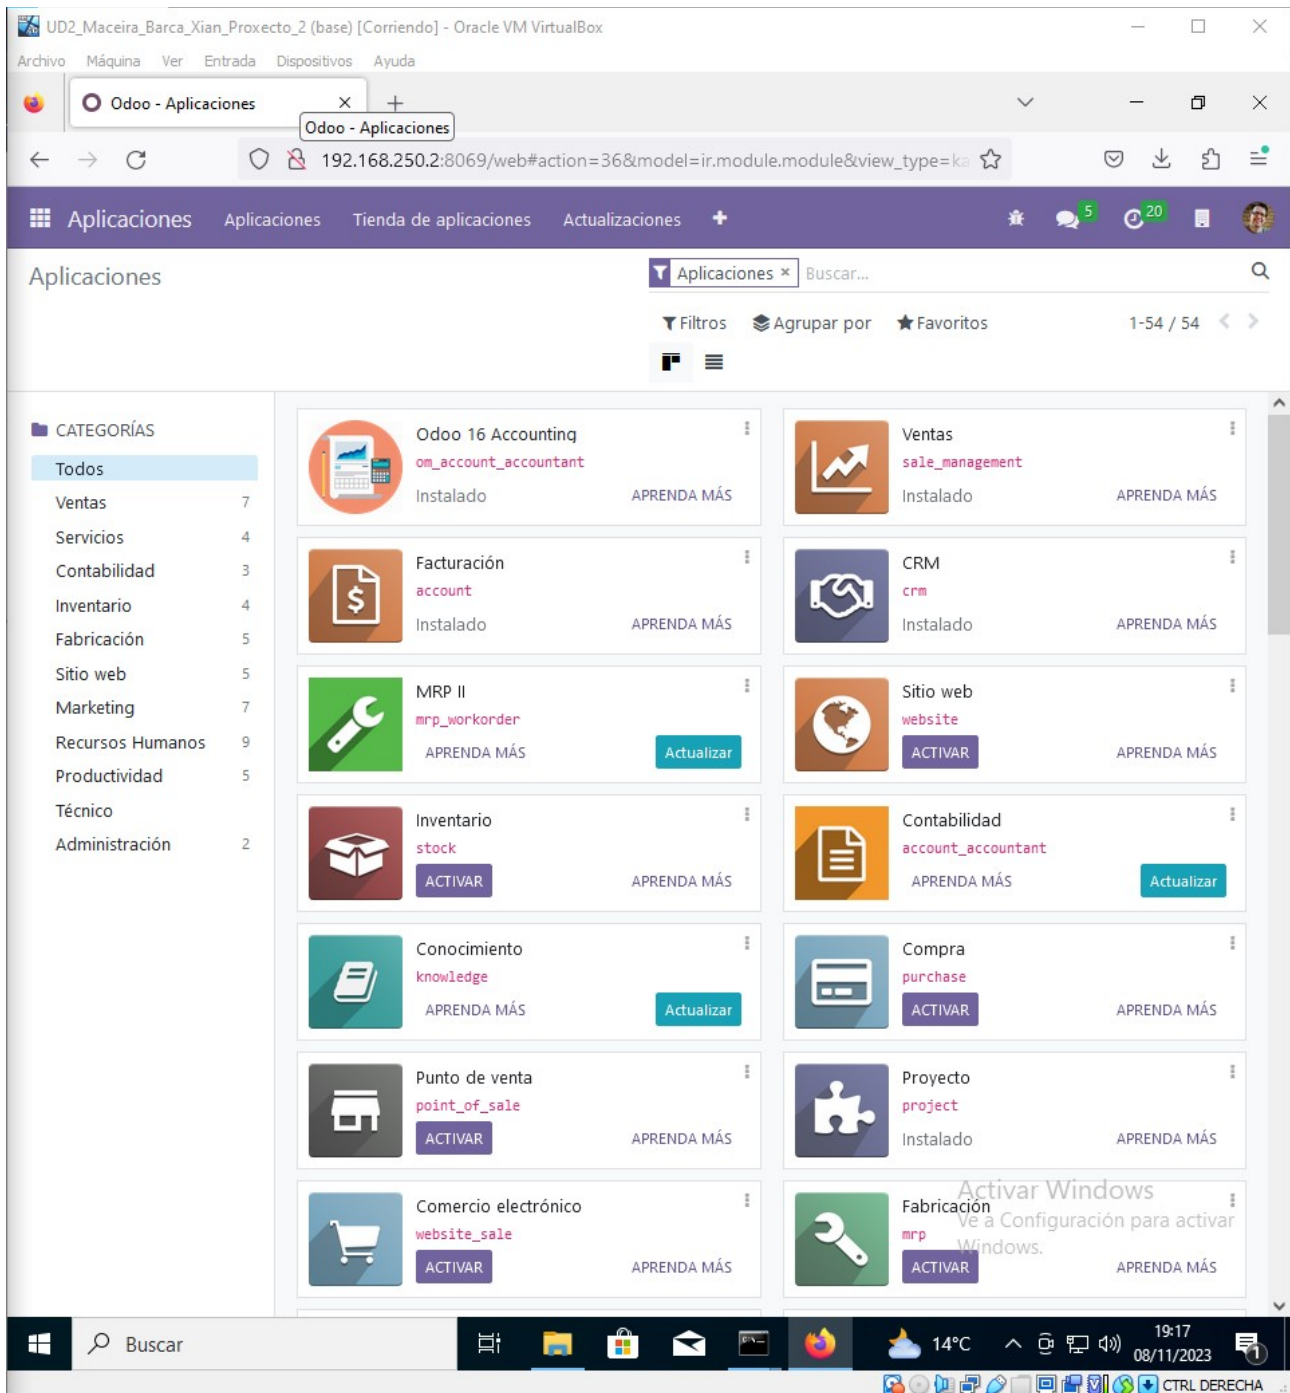 UD2_Maceira_Barca_Xian_Proxecto_2 (base) [Corriendo] - Oracle VM VirtualBox
Archivo Máquina Ver Entrada Dispositivos Ayuda
Odoo - Aplicaciones
Odoo - Aplicaciones
192.168.250.2:8069/web#action=36&model=ir.module.module&view_type=ka
Aplicaciones Aplicaciones Tienda de aplicaciones Actualizaciones 5 20
Aplicaciones
Aplicaciones × Buscar...
Filtros Agrupar por Favoritos 1-54 / 54
CATEGORÍAS
Todos
Ventas 7
Servicios 4
Contabilidad 3
Inventario 4
Fabricación 5
Sitio web 5
Marketing 7
Recursos Humanos 9
Productividad 5
Técnico
Administración 2
Odoo 16 Accounting
om_account_accountant
Instalado APRENDA MÁS
Ventas
sale_management
Instalado APRENDA MÁS
Facturación
account
Instalado APRENDA MÁS
CRM
crm
Instalado APRENDA MÁS
MRP II
mrp_workorder
APRENDA MÁS Actualizar
Sitio web
website
ACTIVAR APRENDA MÁS
Inventario
stock
ACTIVAR APRENDA MÁS
Contabilidad
account_accountant
APRENDA MÁS Actualizar
Conocimiento
knowledge
APRENDA MÁS Actualizar
Compra
purchase
ACTIVAR APRENDA MÁS
Punto de venta
point_of_sale
ACTIVAR APRENDA MÁS
Proyecto
project
Instalado APRENDA MÁS
Comercio electrónico
website_sale
ACTIVAR APRENDA MÁS
Fabricación
mrp
ACTIVAR APRENDA MÁS
Activar Windows
Ve a Configuración para activar
Windows.
Buscar
14°C
19:17
08/11/2023
1
CTRL DERECHA